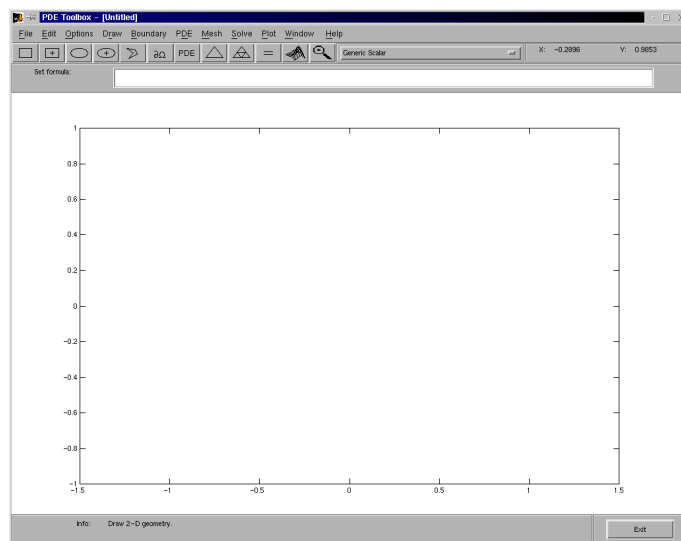 PDE Toolbox - [Untitled]
File Edit Options Draw Boundary PDE Mesh Solve Plot Window Help
∂Ω PDE = Generic Scalar X: -0.2896 Y: 0.9853
Set formula:
1
0.8
0.6
0.4
0.2
0
-0.2
-0.4
-0.6
-0.8
-1
-1.5 -1 -0.5 0 0.5 1 1.5
Info: Draw 2-D geometry.
Exit